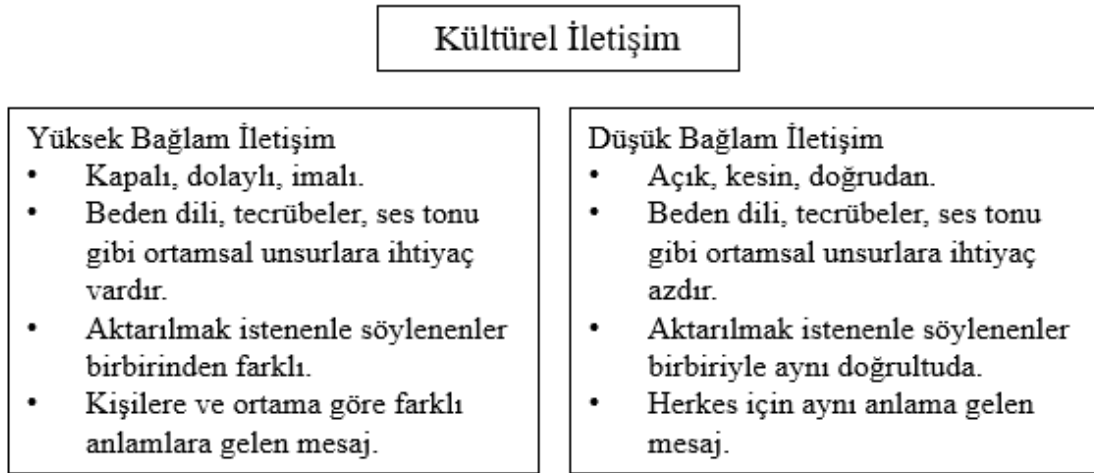 Kültürel İletişim
Yüksek Bağlam İletişim
• Kapalı, dolaylı, imalı.
• Beden dili, tecrübeler, ses tonu
gibi ortamsal unsurlara ihtiyaç
vardır.
• Aktarılmak istenenle söylenenler
birbirinden farklı.
• Kişilere ve ortama göre farklı
anlamlara gelen mesaj.
Düşük Bağlam İletişim
• Açık, kesin, doğrudan.
• Beden dili, tecrübeler, ses tonu
gibi ortamsal unsurlara ihtiyaç
azdır.
• Aktarılmak istenenle söylenenler
birbiriyle aynı doğrultuda.
• Herkes için aynı anlama gelen
mesaj.